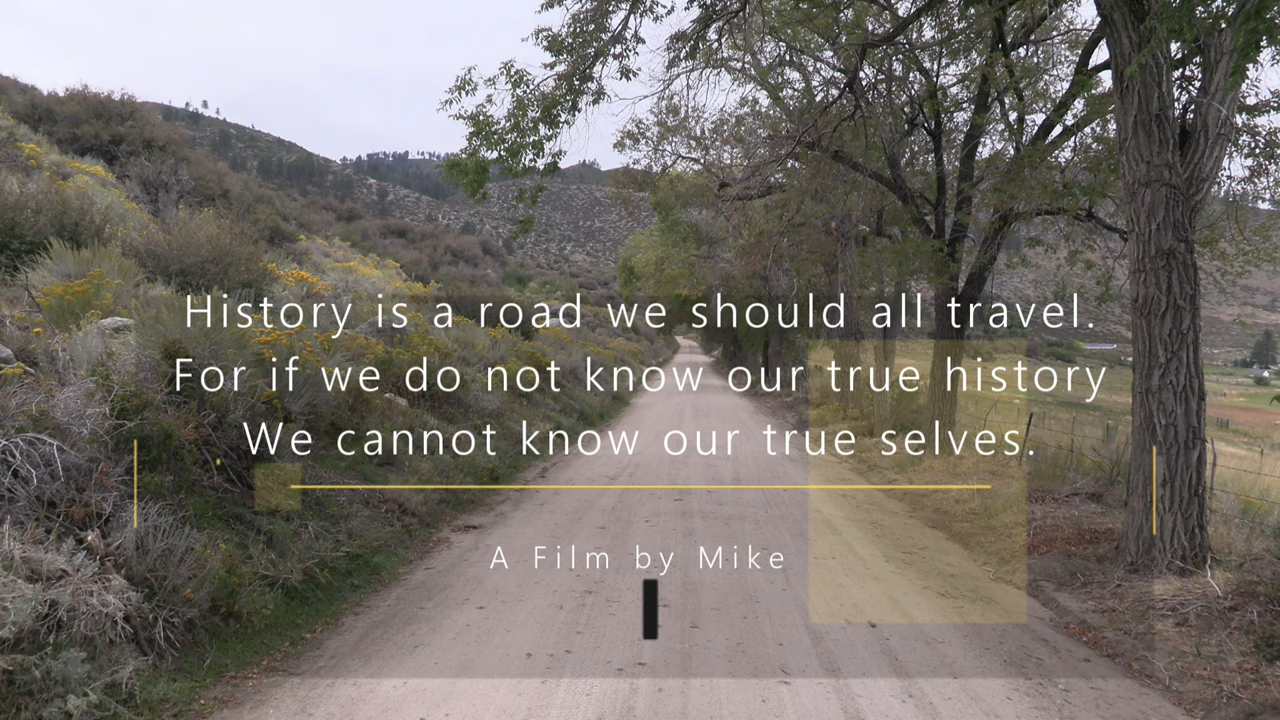 History is a road we should all travel.
For if we do not know our true history
We cannot know our true selves.
A Film by Mike